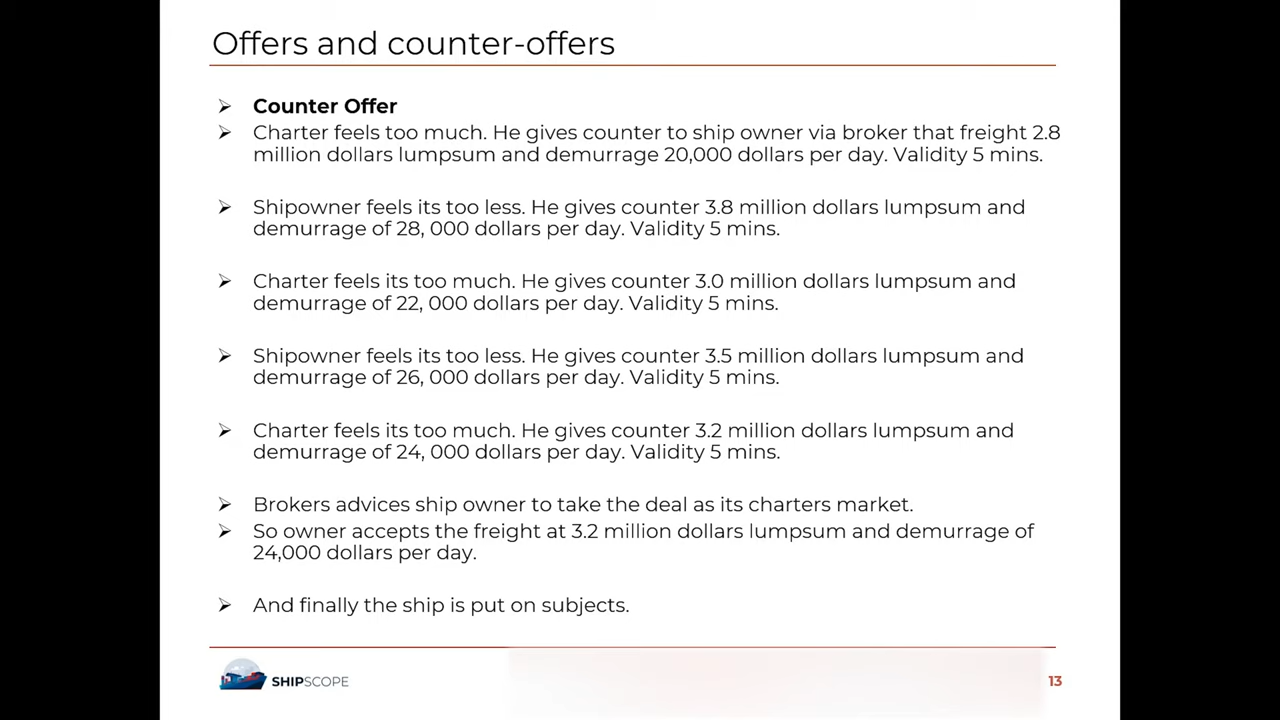 Offers and counter-offers
Counter Offer
Charter feels too much. He gives counter to ship owner via broker that freight 2.8
million dollars lumpsum and demurrage 20,000 dollars per day. Validity 5 mins.
Shipowner feels its too less. He gives counter 3.8 million dollars lumpsum and
demurrage of 28, 000 dollars per day. Validity 5 mins.
Charter feels its too much. He gives counter 3.0 million dollars lumpsum and
demurrage of 22, 000 dollars per day. Validity 5 mins.
Shipowner feels its too less. He gives counter 3.5 million dollars lumpsum and
demurrage of 26, 000 dollars per day. Validity 5 mins.
Charter feels its too much. He gives counter 3.2 million dollars lumpsum and
demurrage of 24, 000 dollars per day. Validity 5 mins.
Brokers advices ship owner to take the deal as its charters market.
So owner accepts the freight at 3.2 million dollars lumpsum and demurrage of
24,000 dollars per day.
And finally the ship is put on subjects.
SHIPSCOPE
13